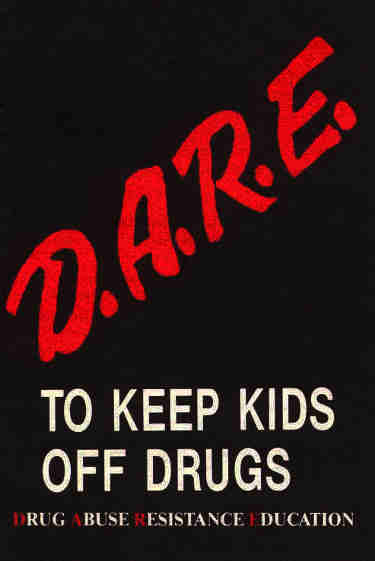 D.A.R.E.
TO KEEP KIDS
OFF DRUGS
DRUG ABUSE RESISTANCE EDUCATION